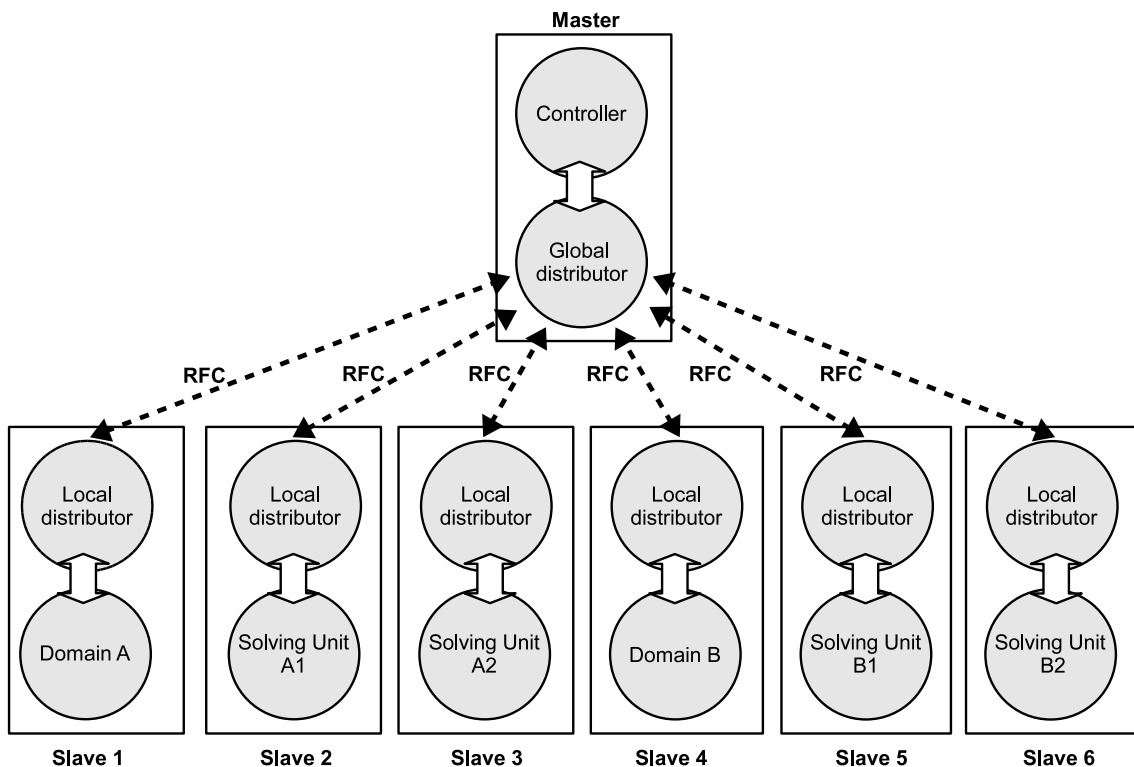 Master
Controller
Global
distributor
RFC
RFC
RFC
RFC
RFC
RFC
Local
distributor
Local
distributor
Local
distributor
Local
distributor
Local
distributor
Local
distributor
Domain A
Solving Unit
A1
Solving Unit
A2
Domain B
Solving Unit
B1
Solving Unit
B2
Slave 1
Slave 2
Slave 3
Slave 4
Slave 5
Slave 6